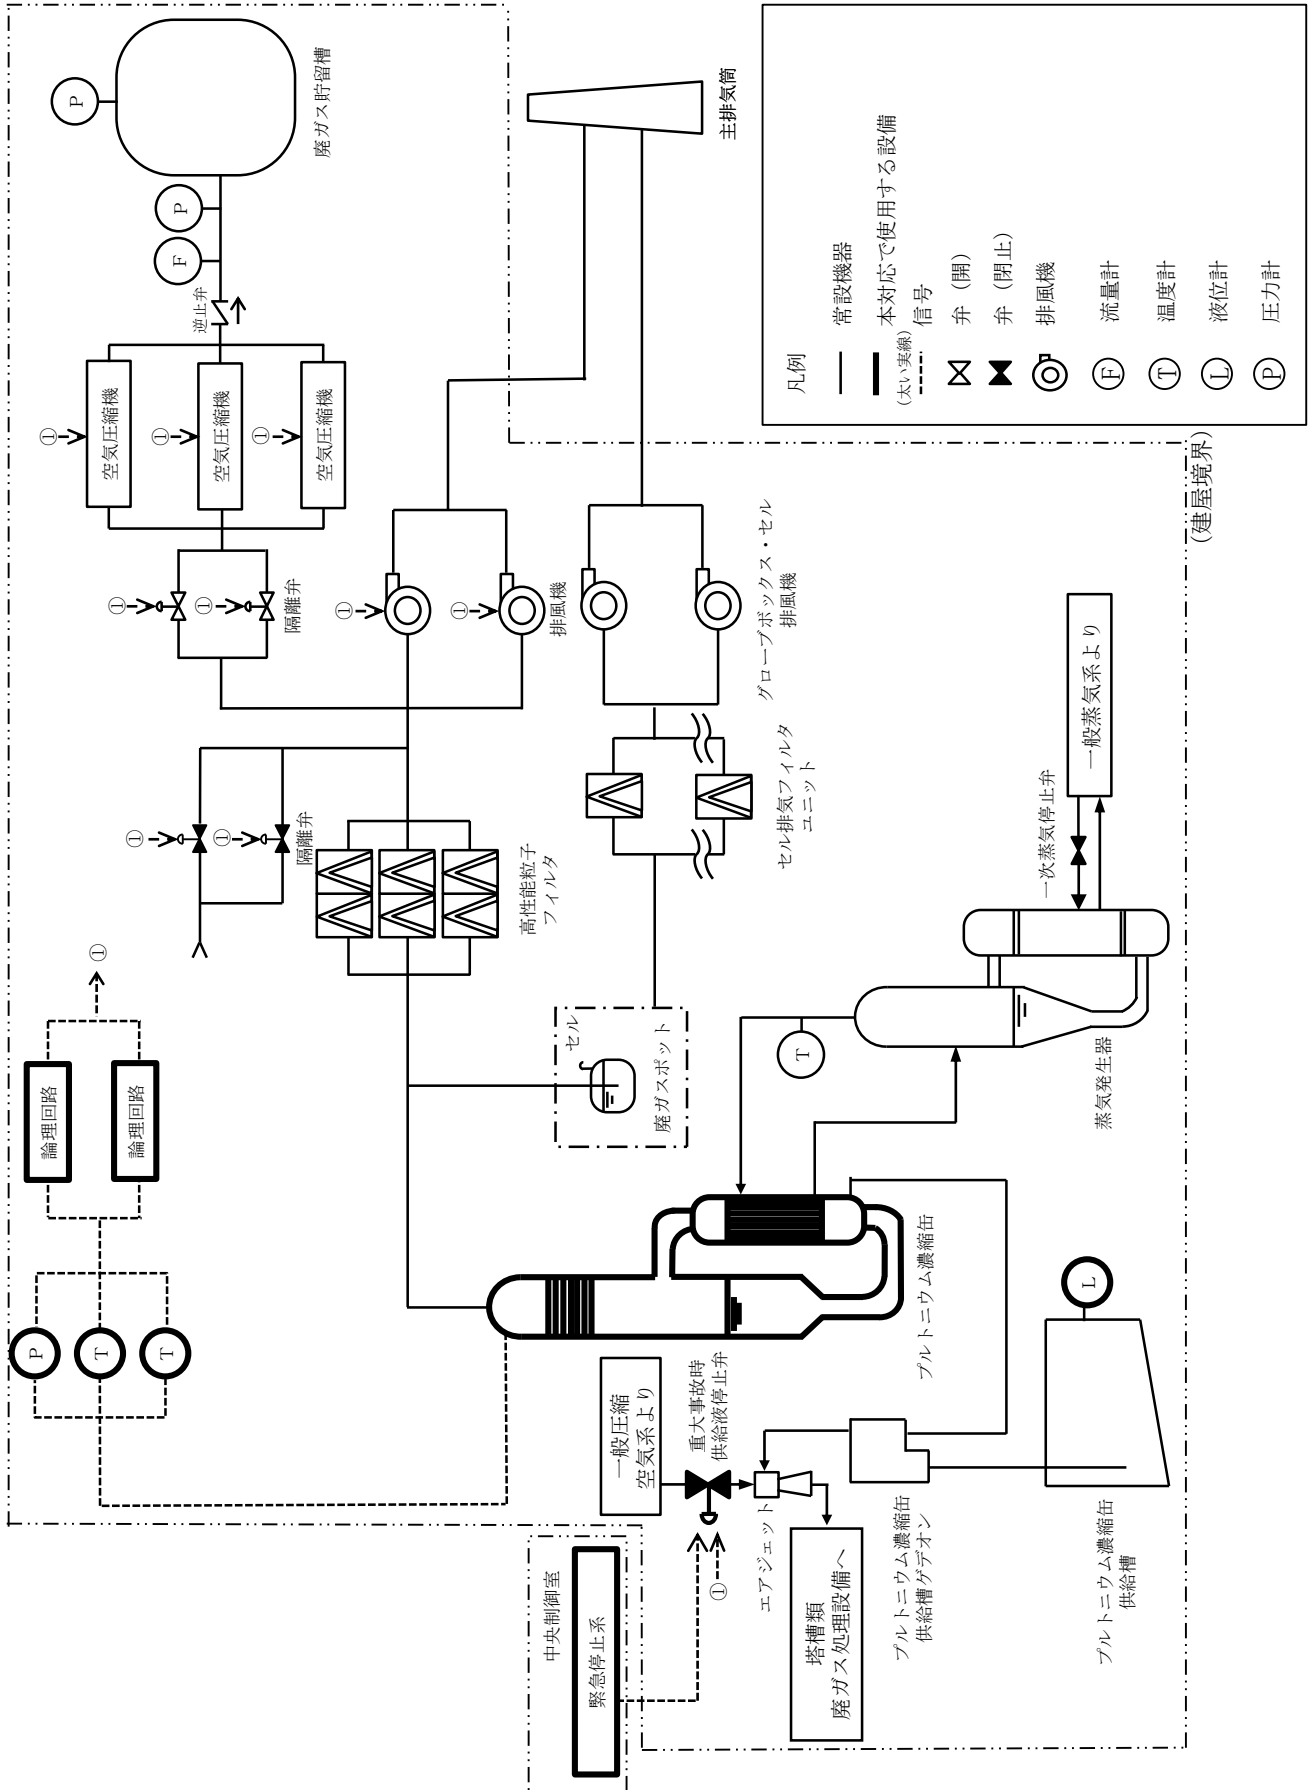 P
T
T
論理回路
論理回路
①
①
①
隔離弁
①
①
隔離弁
①
①
①
空気圧縮機
空気圧縮機
空気圧縮機
逆止弁
F
P
P
廃ガス貯留槽
高性能粒子
フィルタ
①
①
排風機
主排気筒
セル
廃ガスポット
セル排気フィルタ
ユニット
グローブボックス・セル
排風機
中央制御室
緊急停止系
①
一般圧縮
空気系より
重大事故時
供給液停止弁
エアジェット
塔槽類
廃ガス処理設備へ
プルトニウム濃縮缶
供給槽ゲデオン
プルトニウム濃縮缶
L
プルトニウム濃縮缶
供給槽
T
蒸気発生器
一次蒸気停止弁
一般蒸気系より
(建屋境界)
凡例
常設機器
本対応で使用する設備
(太い実線)
信号
弁（開）
弁（閉止）
排風機
F 流量計
T 温度計
L 液位計
P 圧力計